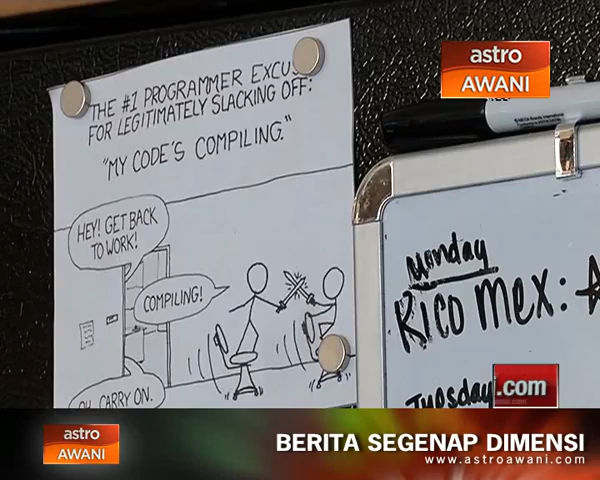 astro
AWANI
THE #1 PROGRAMMER EXCUSE
FOR LEGITIMATELY SLACKING OFF:
"MY CODE'S COMPILING."
HEY! GET BACK
TO WORK!
COMPILING!
OH. CARRY ON.
Monday
Rico Mex:
Tuesday
.com
astro
AWANI
BERITA SEGENAP DIMENSI
www.astroawani.com